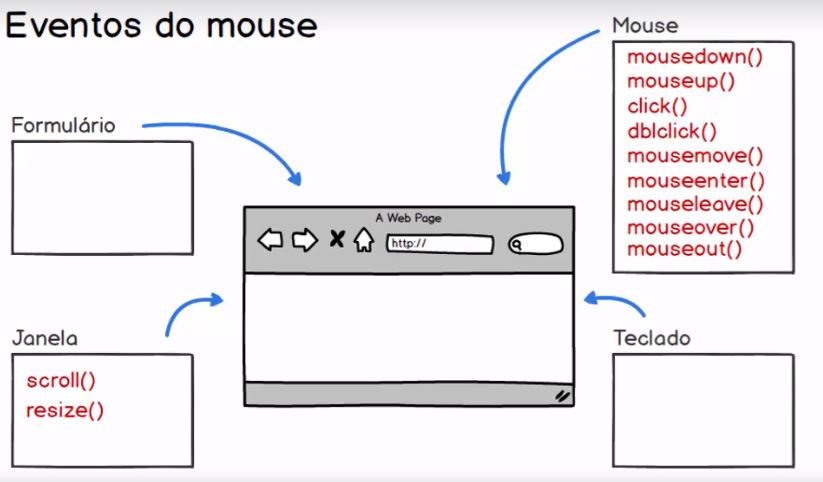 Eventos do mouse
Mouse
mousedown()
mouseup()
click()
dblclick()
mousemove()
mouseenter()
mouseleave()
mouseover()
mouseout()
Formulário
A Web Page
http://
Janela
scroll()
resize()
Teclado